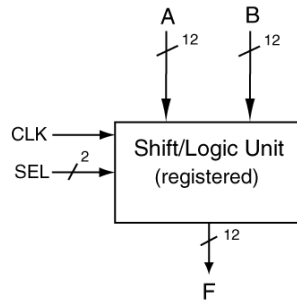 A B
12 12
CLK
SEL 2
Shift/Logic Unit
(registered)
12
F